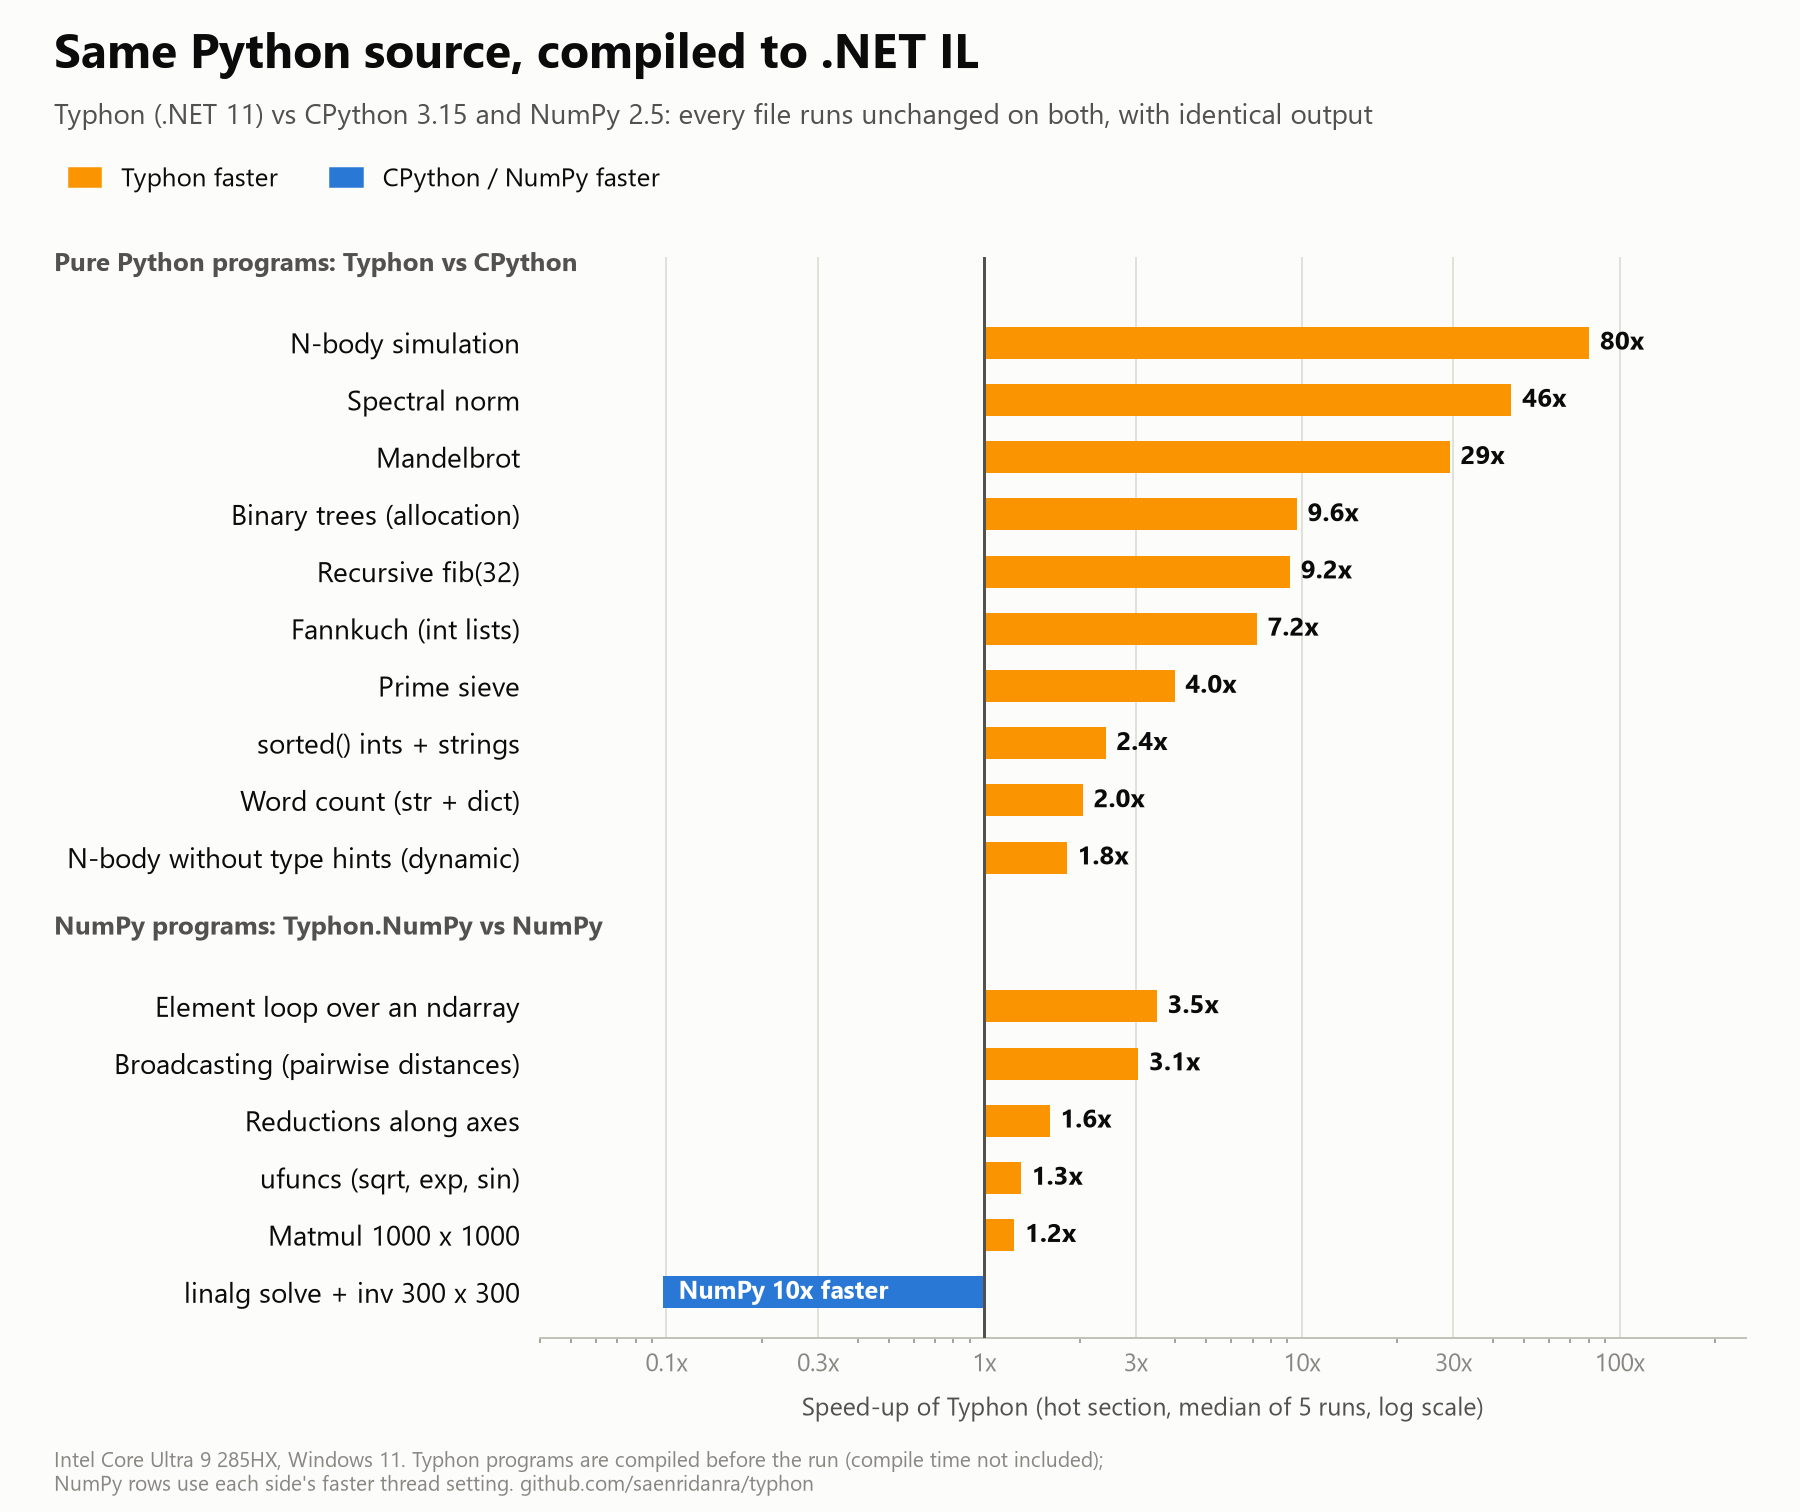 Same Python source, compiled to .NET IL
Typhon (.NET 11) vs CPython 3.15 and NumPy 2.5: every file runs unchanged on both, with identical output
Typhon faster
CPython / NumPy faster
Pure Python programs: Typhon vs CPython
N-body simulation 80x
Spectral norm 46x
Mandelbrot 29x
Binary trees (allocation) 9.6x
Recursive fib(32) 9.2x
Fannkuch (int lists) 7.2x
Prime sieve 4.0x
sorted() ints + strings 2.4x
Word count (str + dict) 2.0x
N-body without type hints (dynamic) 1.8x
NumPy programs: Typhon.NumPy vs NumPy
Element loop over an ndarray 3.5x
Broadcasting (pairwise distances) 3.1x
Reductions along axes 1.6x
ufuncs (sqrt, exp, sin) 1.3x
Matmul 1000 x 1000 1.2x
linalg solve + inv 300 x 300 NumPy 10x faster
0.1x 0.3x 1x 3x 10x 30x 100x
Speed-up of Typhon (hot section, median of 5 runs, log scale)
Intel Core Ultra 9 285HX, Windows 11. Typhon programs are compiled before the run (compile time not included);
NumPy rows use each side's faster thread setting. github.com/saenridanra/typhon